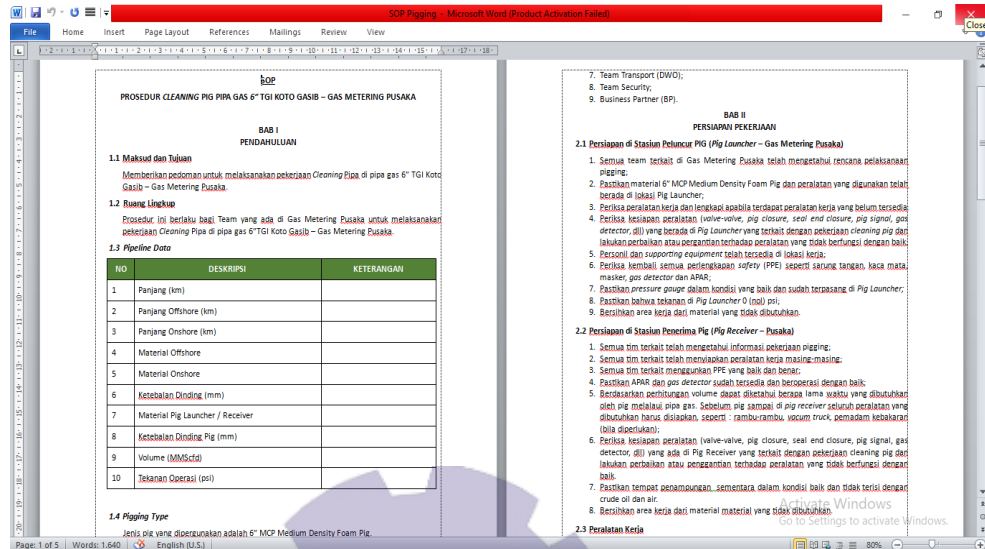 SOP Pigging - Microsoft Word (Product Activation Failed)
File Home Insert Page Layout References Mailings Review View
Close
SOP
PROSEDUR CLEANING PIG PIPA GAS 6” TGI KOTO GASIB – GAS METERING PUSAKA
BAB I
PENDAHULUAN
1.1 Maksud dan Tujuan
Memberikan pedoman untuk melaksanakan pekerjaan Cleaning Pipa di pipa gas 6” TGI Koto
Gasib – Gas Metering Pusaka.
1.2 Ruang Lingkup
Prosedur ini berlaku bagi Team yang ada di Gas Metering Pusaka untuk melaksanakan
pekerjaan Cleaning Pipa di pipa gas 6”TGI Koto Gasib – Gas Metering Pusaka.
1.3 Pipeline Data
NO DESKRIPSI KETERANGAN
1 Panjang (km)
2 Panjang Offshore (km)
3 Panjang Onshore (km)
4 Material Offshore
5 Material Onshore
6 Ketebalan Dinding (mm)
7 Material Pig Launcher / Receiver
8 Ketebalan Dinding Pig (mm)
9 Volume (MMScfd)
10 Tekanan Operasi (psi)
1.4 Pigging Type
Jenis pig yang dipergunakan adalah 6” MCP Medium Density Foam Pig.
7. Team Transport (DWO);
8. Team Security;
9. Business Partner (BP).
BAB II
PERSIAPAN PEKERJAAN
2.1 Persiapan di Stasiun Peluncur PIG (Pig Launcher – Gas Metering Pusaka)
1. Semua team terkait di Gas Metering Pusaka telah mengetahui rencana pelaksanaan
pigging;
2. Pastikan material 6” MCP Medium Density Foam Pig dan peralatan yang digunakan telah
berada di lokasi Pig Launcher;
3. Periksa peralatan kerja dan lengkapi apabila terdapat peralatan kerja yang belum tersedia;
4. Periksa kesiapan peralatan (valve-valve, pig closure, seal end closure, pig signal, gas
detector, dll) yang berada di Pig Launcher yang terkait dengan pekerjaan cleaning pig dan
lakukan perbaikan atau pergantian terhadap peralatan yang tidak berfungsi dengan baik;
5. Personil dan supporting equipment telah tersedia di lokasi kerja;
6. Periksa kembali semua perlengkapan safety (PPE) seperti sarung tangan, kaca mata,
masker, gas detector dan APAR;
7. Pastikan pressure gauge dalam kondisi yang baik dan sudah terpasang di Pig Launcher;
8. Pastikan bahwa tekanan di Pig Launcher 0 (nol) psi;
9. Bersihkan area kerja dari material yang tidak dibutuhkan.
2.2 Persiapan di Stasiun Penerima Pig (Pig Receiver – Pusaka)
1. Semua tim terkait telah mengetahui informasi pekerjaan pigging;
2. Semua tim terkait telah menyiapkan peralatan kerja masing-masing;
3. Semua tim terkait menggunkan PPE yang baik dan benar;
4. Pastikan APAR dan gas detector sudah tersedia dan beroperasi dengan baik;
5. Berdasarkan perhitungan volume dapat diketahui berapa lama waktu yang dibutuhkan
oleh pig melalaui pipa gas. Sebelum pig sampai di pig receiver seluruh peralatan yang
dibutuhkan harus disiapkan, seperti : rambu-rambu, vacum truck, pemadam kebakaran
(bila diperlukan);
6. Periksa kesiapan peralatan (valve-valve, pig closure, seal end closure, pig signal, gas
detector, dll) yang ada di Pig Receiver yang terkait dengan pekerjaan cleaning pig dan
lakukan perbaikan atau penggantian terhadap peralatan yang tidak berfungsi dengan
baik.
7. Pastikan tempat penampungan sementara dalam kondisi baik dan tidak terisi dengan
crude oil dan air.
8. Bersihkan area kerja dari material material yang tidak dibutuhkan.
2.3 Peralatan Kerja
Activate Windows
Go to Settings to activate Windows.
Page: 1 of 5 Words: 1.640 English (U.S.) 80%